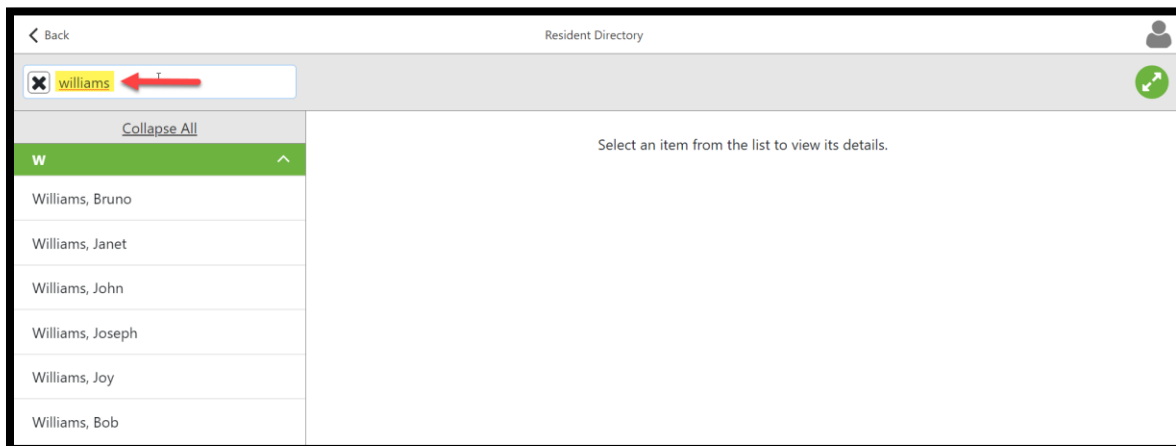 Back
Resident Directory
williams
Collapse All
Select an item from the list to view its details.
W
Williams, Bruno
Williams, Janet
Williams, John
Williams, Joseph
Williams, Joy
Williams, Bob